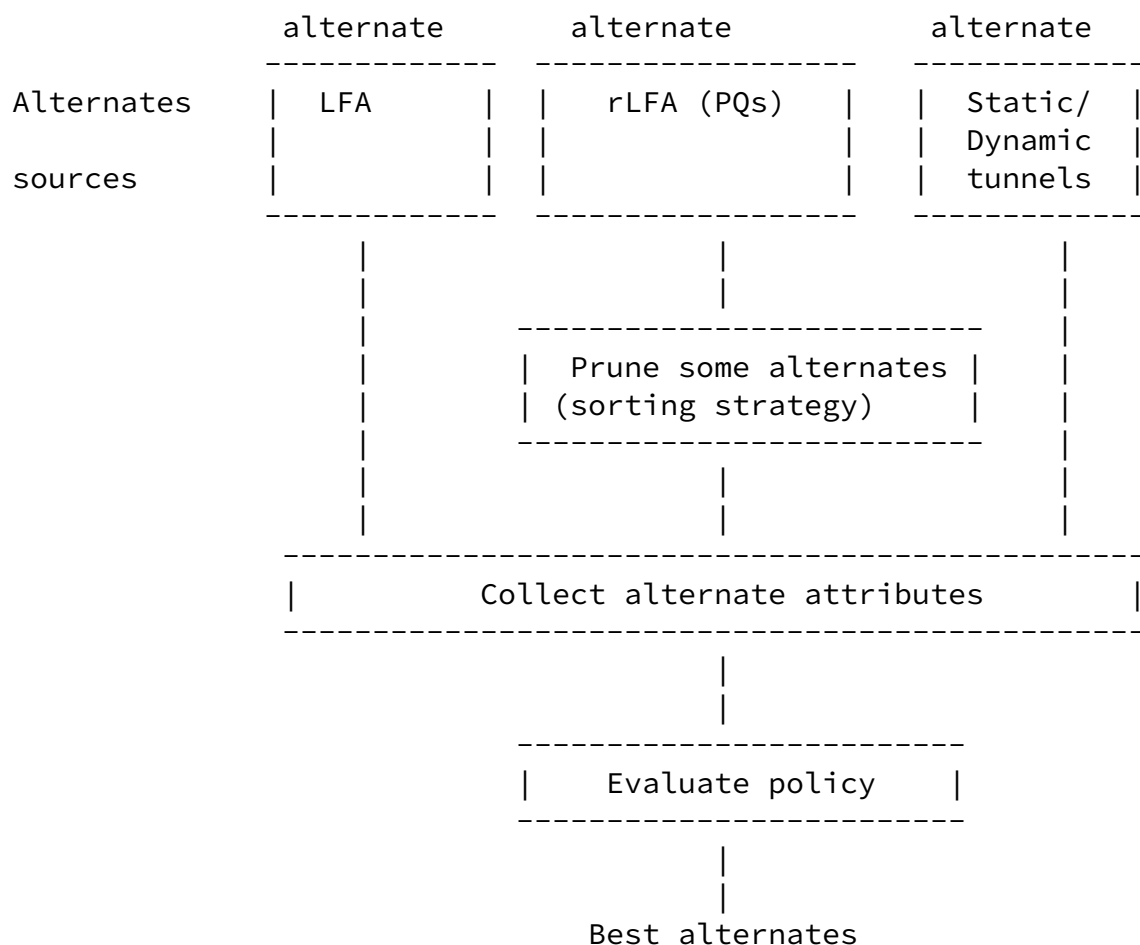 alternate alternate alternate
Alternates LFA rLFA (PQs) Static/
Dynamic
sources tunnels
Prune some alternates
(sorting strategy)
Collect alternate attributes
Evaluate policy
Best alternates